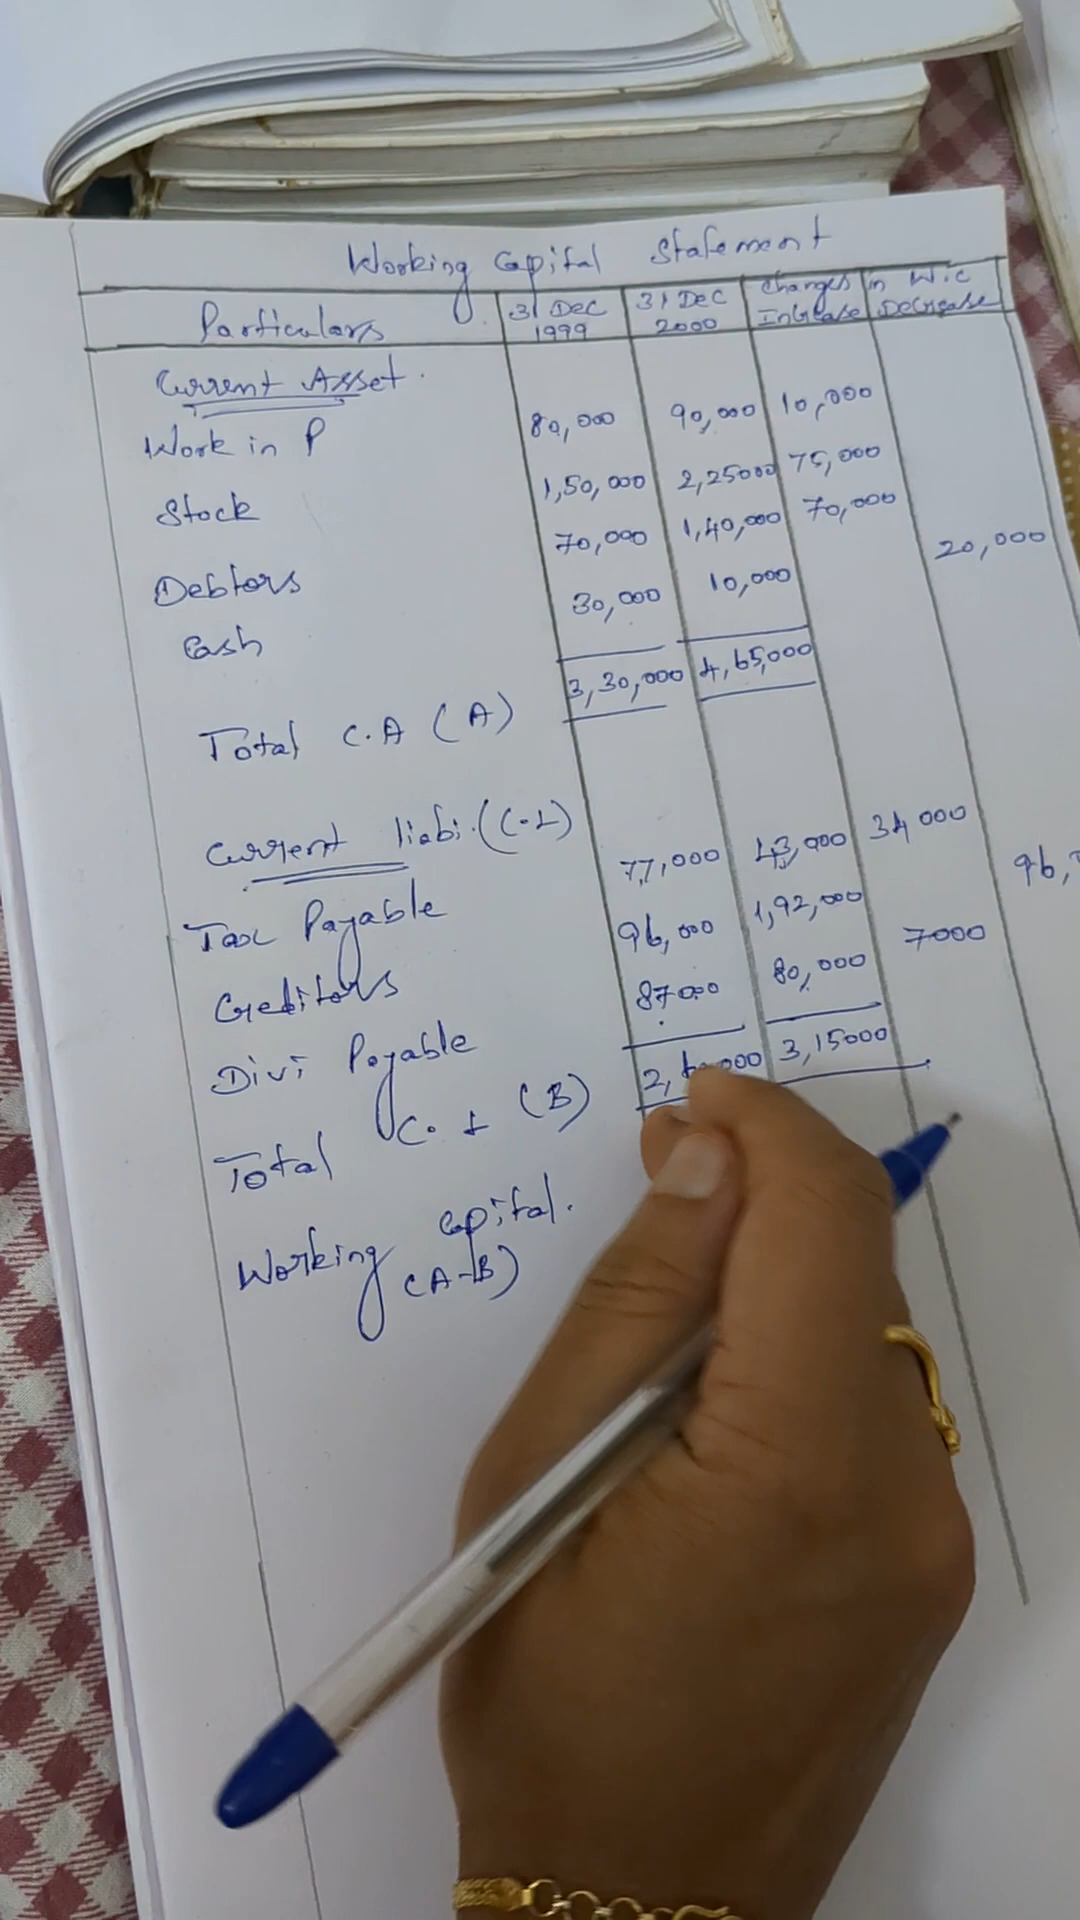 Working Capital Statement
Particulars 31 Dec 1999 31 Dec 2000 Changes in W.C Increase Decrease
Current Asset.
Work in P 80,000 90,000 10,000
Stock 1,50,000 2,25000 75,000
Debtors 70,000 1,40,000 70,000
Cash 30,000 10,000 20,000
Total C.A (A) 3,30,000 4,65,000
Current liabi. (C.L)
Tax Payable 77,000 43,000 34000
Creditors 96,000 1,92,000 96,
Divi Payable 87000 80,000 7000
Total C.L (B) 3,15000
Working Capital.
(A-B)